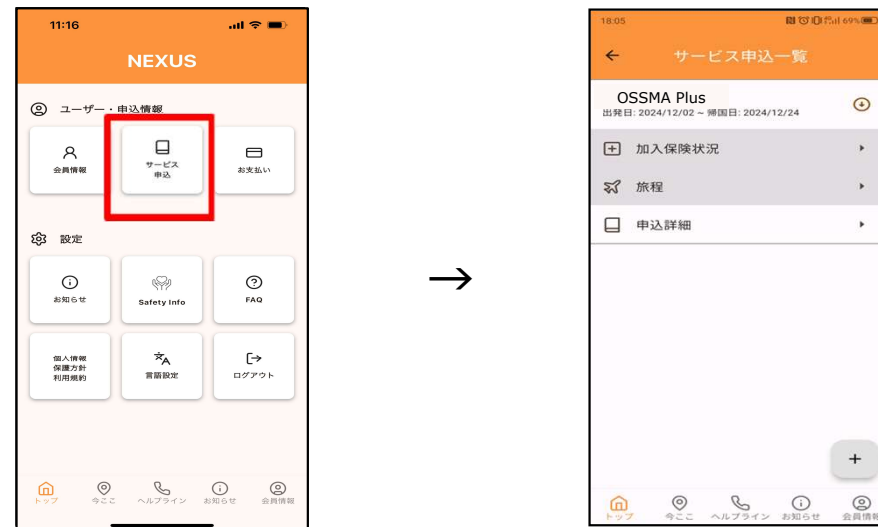 11:16
NEXUS
ユーザー・申込情報
会員情報
サービス
申込
お支払い
設定
お知らせ
Safety Info
FAQ
個人情報
保護方針
利用規約
言語設定
ログアウト
トップ
今ここ
ヘルプライン
お知らせ
会員情報
→
18:05
69%
サービス申込一覧
OSSMA Plus
出発日: 2024/12/02 ~ 帰国日: 2024/12/24
加入保険状況
旅程
申込詳細
+
トップ
今ここ
ヘルプライン
お知らせ
会員情報